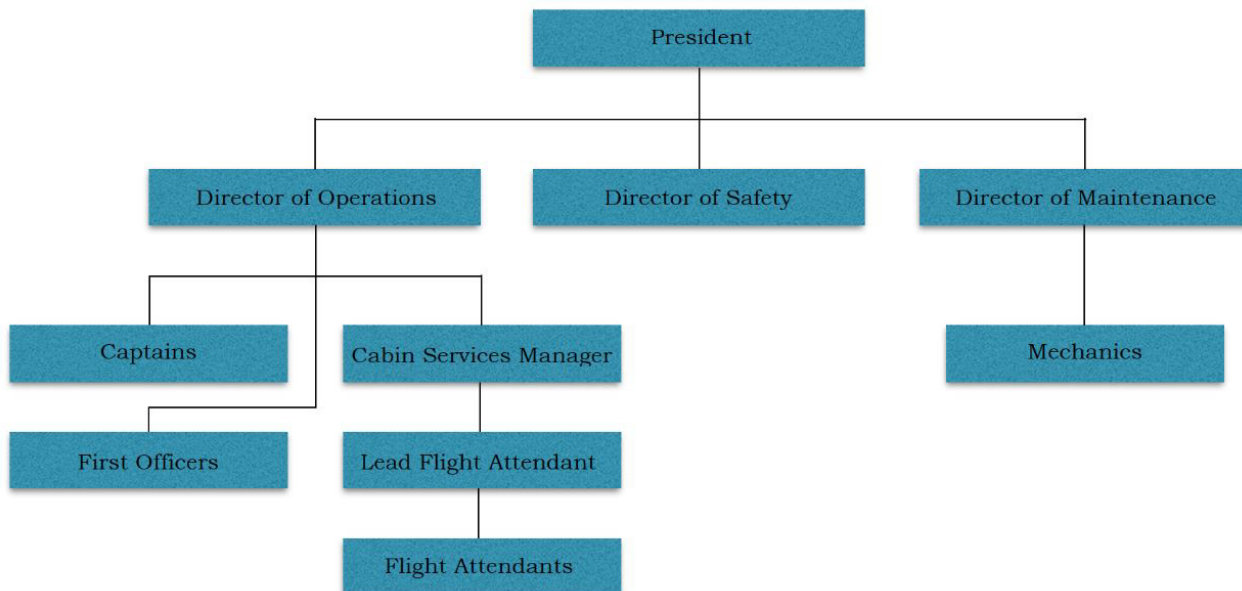 President
Director of Operations
Director of Safety
Director of Maintenance
Captains
Cabin Services Manager
Mechanics
First Officers
Lead Flight Attendant
Flight Attendants